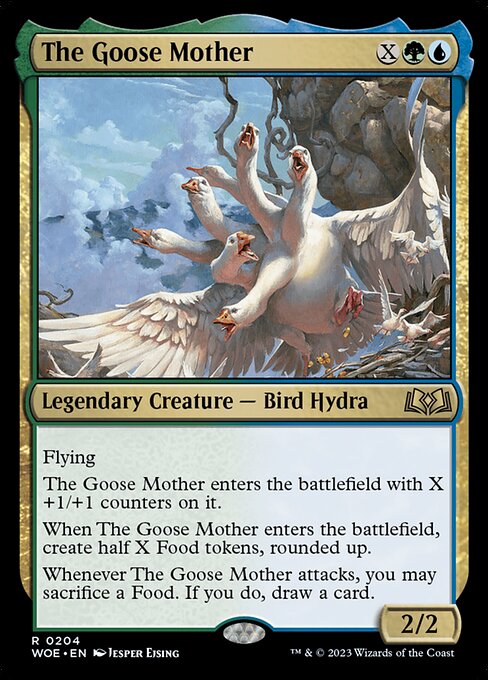 The Goose Mother X
Legendary Creature — Bird Hydra
Flying
The Goose Mother enters the battlefield with X
+1/+1 counters on it.
When The Goose Mother enters the battlefield,
create half X Food tokens, rounded up.
Whenever The Goose Mother attacks, you may
sacrifice a Food. If you do, draw a card.
2/2
R 0204
WOE • EN Jesper Ejsing
™ & © 2023 Wizards of the Coast